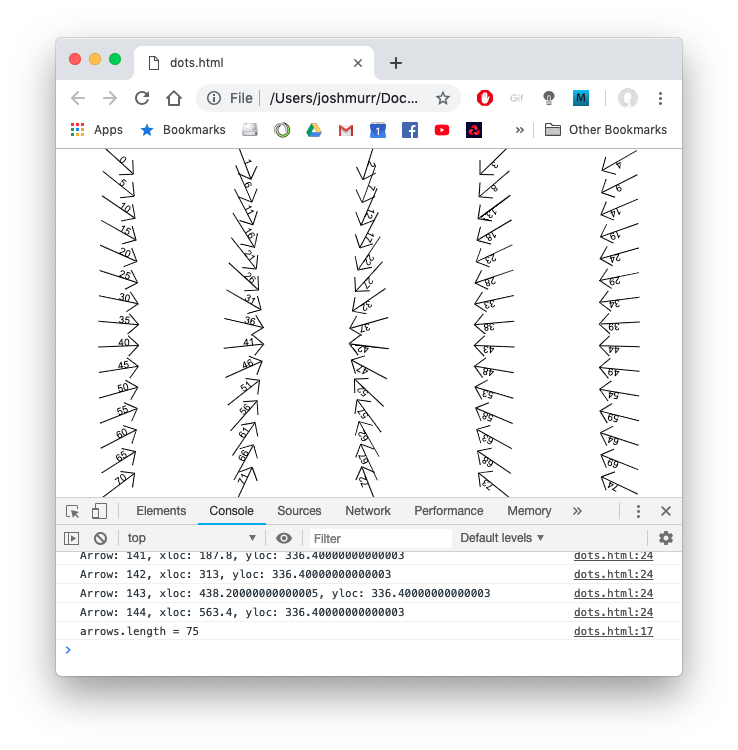 dots.html
File /Users/joshmurr/Doc...
Gif M
Apps Bookmarks 1 » Other Bookmarks
0 1 2 3 4
5 6 7 8 9
10 11 12 13 14
15 16 17 18 19
20 21 22 23 24
25 26 27 28 29
30 31 32 33 34
35 36 37 38 39
40 41 42 43 44
45 46 47 48 49
50 51 52 53 54
55 56 57 58 59
60 61 62 63 64
65 66 67 68 69
70 71 72 73 74
Elements Console Sources Network Performance Memory »
top Filter Default levels
Arrow: 141, xloc: 187.8, yloc: 336.40000000000003 dots.html:24
Arrow: 142, xloc: 313, yloc: 336.40000000000003 dots.html:24
Arrow: 143, xloc: 438.20000000000005, yloc: 336.40000000000003 dots.html:24
Arrow: 144, xloc: 563.4, yloc: 336.40000000000003 dots.html:24
arrows.length = 75 dots.html:17